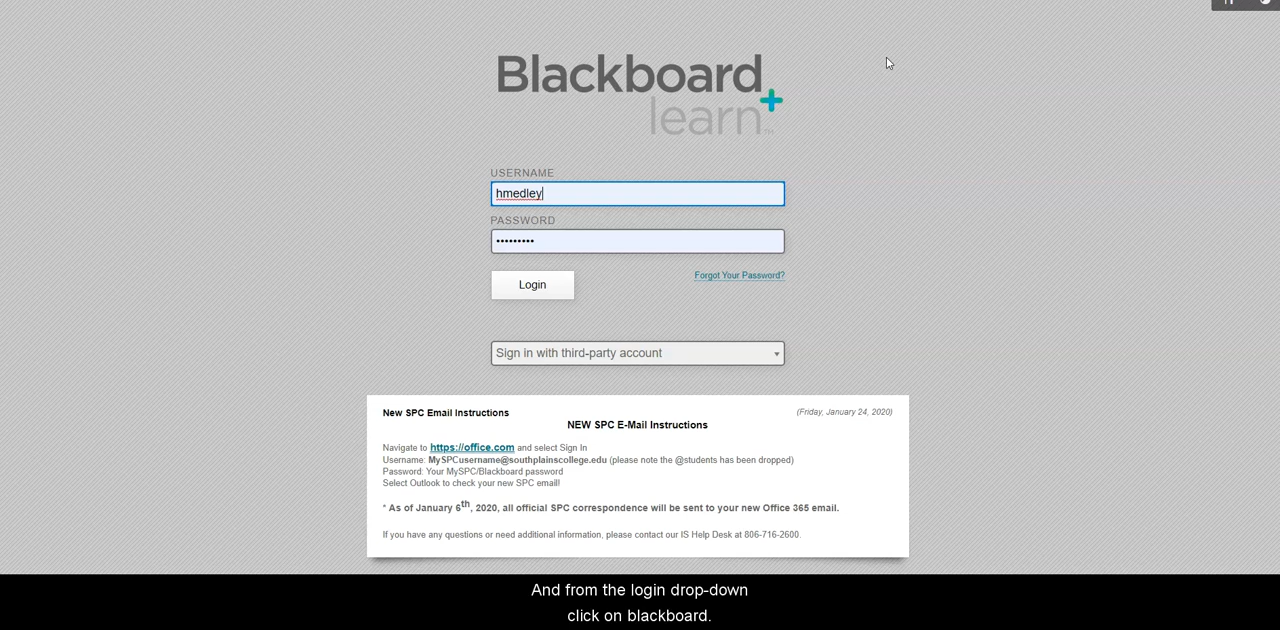 Blackboard
learn™
USERNAME
hmedley
PASSWORD
•••••••••
Login
Forgot Your Password?
Sign in with third-party account
New SPC Email Instructions
(Friday, January 24, 2020)
NEW SPC E-Mail Instructions
Navigate to https://office.com and select Sign In
Username: MySPCusername@southplainscollege.edu (please note the @students has been dropped)
Password: Your MySPC/Blackboard password
Select Outlook to check your new SPC email!
* As of January 6th, 2020, all official SPC correspondence will be sent to your new Office 365 email.
If you have any questions or need additional information, please contact our IS Help Desk at 806-716-2600.
And from the login drop-down
click on blackboard.